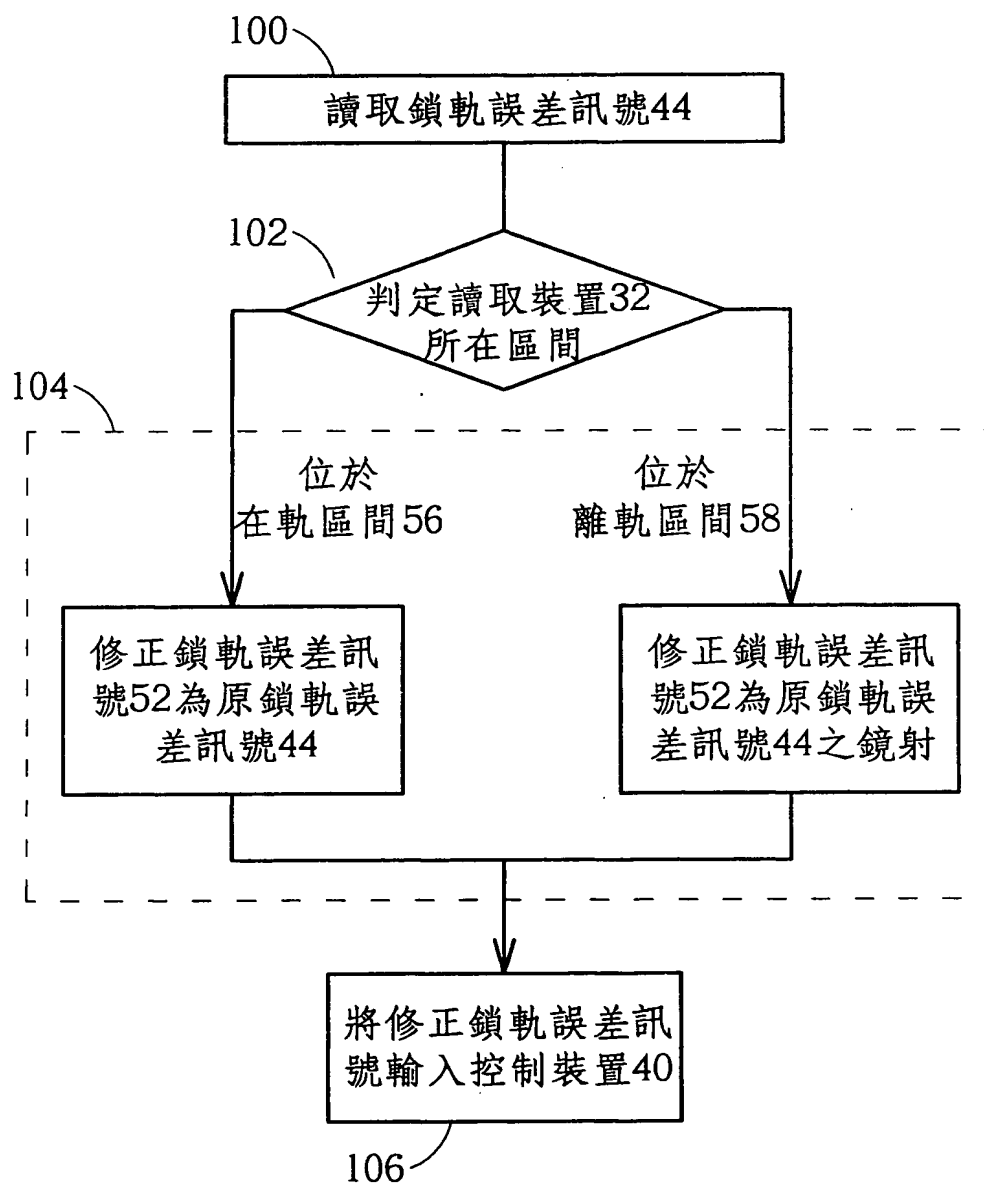 100
讀取鎖軌誤差訊號44
102
判定讀取裝置32
所在區間
104
位於
在軌區間56
位於
離軌區間58
修正鎖軌誤差訊
號52為原鎖軌誤
差訊號44
修正鎖軌誤差訊
號52為原鎖軌誤
差訊號44之鏡射
將修正鎖軌誤差訊
號輸入控制裝置40
106